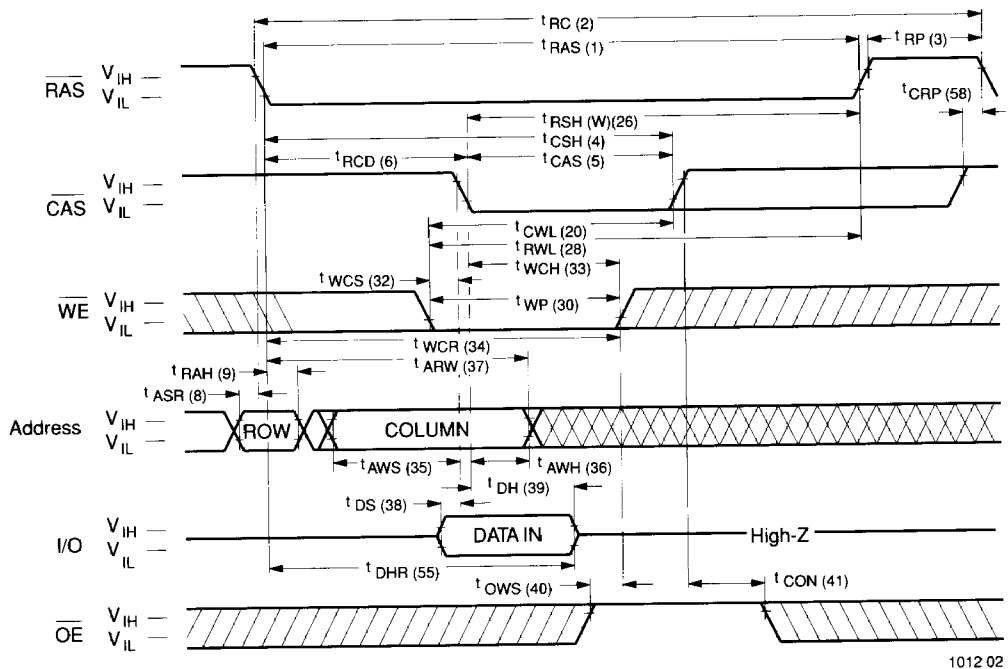 t RC (2)
t RAS (1)
t RP (3)
RAS
V IH
V IL
t CRP (58)
t RSH (W)(26)
t CSH (4)
t RCD (6)
t CAS (5)
CAS
V IH
V IL
t CWL (20)
t RWL (28)
t WCH (33)
t WCS (32)
t WP (30)
WE
V IH
V IL
t WCR (34)
t ARW (37)
t RAH (9)
t ASR (8)
Address
V IH
V IL
ROW
COLUMN
t AWS (35)
t AWH (36)
t DH (39)
t DS (38)
I/O
V IH
V IL
DATA IN
High-Z
t DHR (55)
t OWS (40)
t CON (41)
OE
V IH
V IL
1012 02